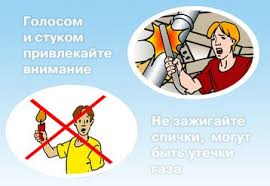 Голосом
и стуком
привлекайте
внимание
Не зажигайте
спички, могут
быть утечки
газа